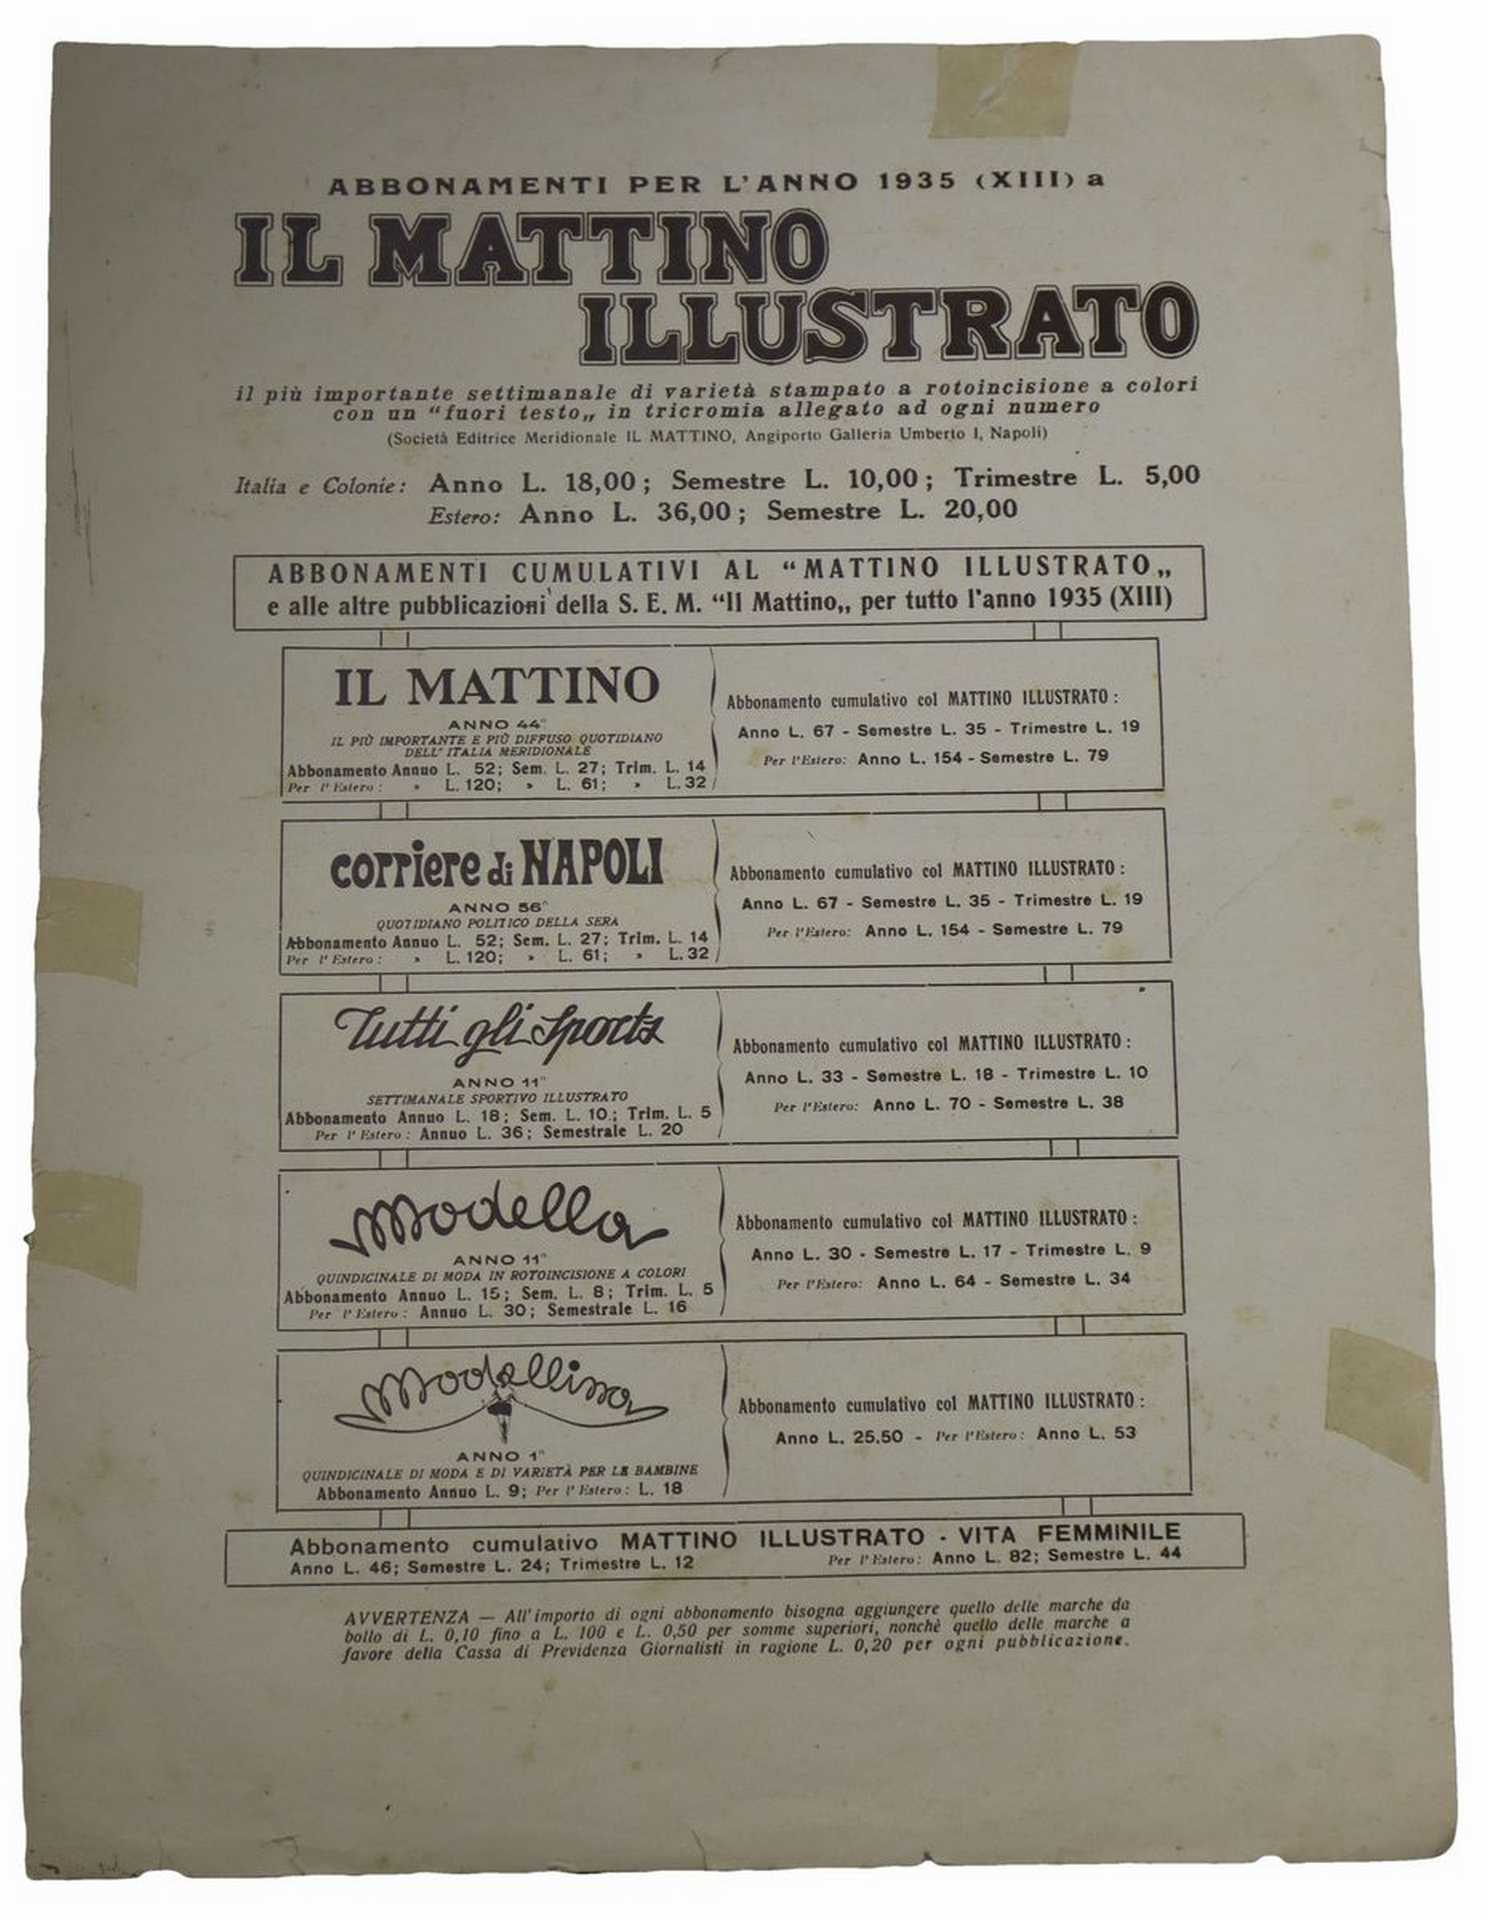 ABBONAMENTI PER L'ANNO 1935 (XIII) a
IL MATTINO
ILLUSTRATO
il più importante settimanale di varietà stampato a rotoincisione a colori
con un "fuori testo„ in tricromia allegato ad ogni numero
(Società Editrice Meridionale IL MATTINO, Angiporto Galleria Umberto I, Napoli)
Italia e Colonie: Anno L. 18,00; Semestre L. 10,00; Trimestre L. 5,00
Estero: Anno L. 36,00; Semestre L. 20,00
ABBONAMENTI CUMULATIVI AL "MATTINO ILLUSTRATO„
e alle altre pubblicazioni della S. E. M. "Il Mattino„ per tutto l'anno 1935 (XIII)
IL MATTINO
ANNO 44°
IL PIÙ IMPORTANTE E PIÙ DIFFUSO QUOTIDIANO
DELL'ITALIA MERIDIONALE
Abbonamento Annuo L. 52; Sem. L. 27; Trim. L. 14
Per l'Estero: » L. 120; » L. 61; » L. 32
Abbonamento cumulativo col MATTINO ILLUSTRATO:
Anno L. 67 - Semestre L. 35 - Trimestre L. 19
Per l'Estero: Anno L. 154 - Semestre L. 79
corriere di NAPOLI
ANNO 56°
QUOTIDIANO POLITICO DELLA SERA
Abbonamento Annuo L. 52; Sem. L. 27; Trim. L. 14
Per l'Estero: » L. 120; » L. 61; » L. 32
Abbonamento cumulativo col MATTINO ILLUSTRATO:
Anno L. 67 - Semestre L. 35 - Trimestre L. 19
Per l'Estero: Anno L. 154 - Semestre L. 79
Tutti gli Sports
ANNO 11°
SETTIMANALE SPORTIVO ILLUSTRATO
Abbonamento Annuo L. 18; Sem. L. 10.; Trim. L. 5
Per l'Estero: Annuo L. 36; Semestrale L. 20
Abbonamento cumulativo col MATTINO ILLUSTRATO:
Anno L. 33 - Semestre L. 18 - Trimestre L. 10
Per l'Estero: Anno L. 70 - Semestre L. 38
Modella
ANNO 11°
QUINDICINALE DI MODA IN ROTOINCISIONE A COLORI
Abbonamento Annuo L. 15; Sem. L. 8; Trim. L. 5
Per l'Estero: Annuo L. 30; Semestrale L. 16
Abbonamento cumulativo col MATTINO ILLUSTRATO:
Anno L. 30 - Semestre L. 17 - Trimestre L. 9
Per l'Estero: Anno L. 64 - Semestre L. 34
Modellina
ANNO 1°
QUINDICINALE DI MODA E DI VARIETÀ PER LE BAMBINE
Abbonamento Annuo L. 9; Per l'Estero: L. 18
Abbonamento cumulativo col MATTINO ILLUSTRATO:
Anno L. 25,50 - Per l'Estero: Anno L. 53
Abbonamento cumulativo MATTINO ILLUSTRATO - VITA FEMMINILE
Anno L. 46; Semestre L. 24; Trimestre L. 12 Per l'Estero: Anno L. 82; Semestre L. 44
AVVERTENZA — All'importo di ogni abbonamento bisogna aggiungere quello delle marche da
bollo di L. 0,10 fino a L. 100 e L. 0,50 per somme superiori, nonchè quello delle marche a
favore della Cassa di Previdenza Giornalisti in ragione L. 0,20 per ogni pubblicazione.